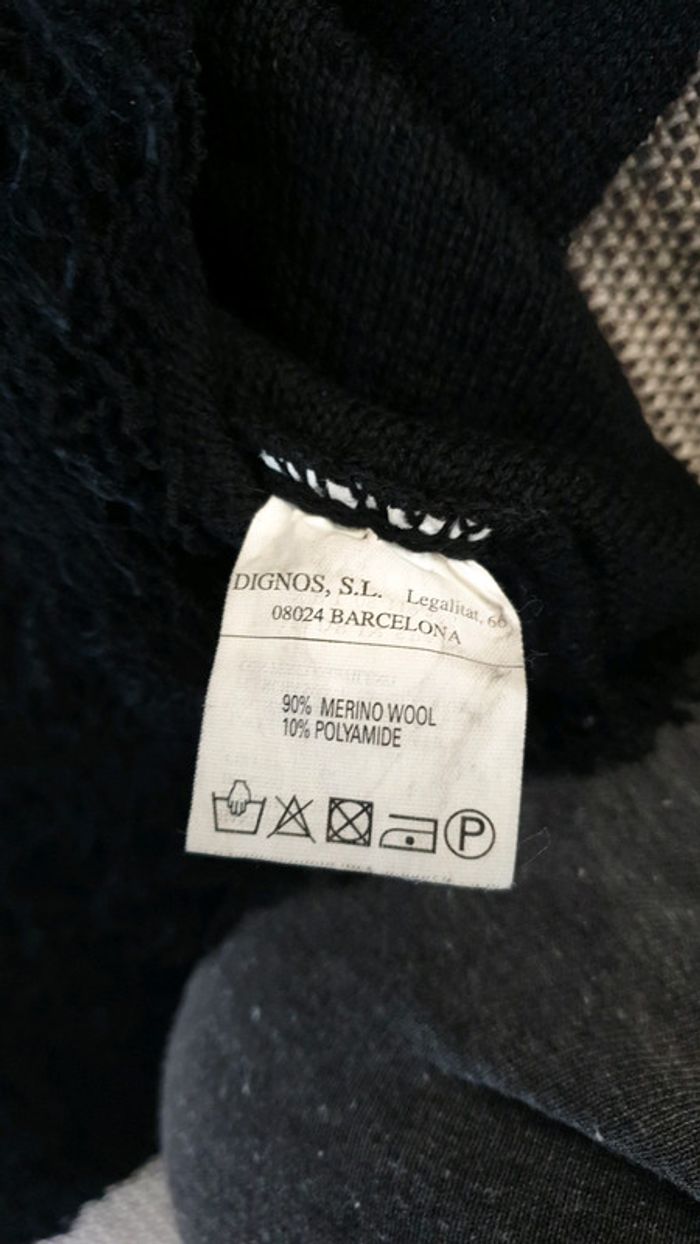 DIGNOS, S.L. Legalitat, 66
08024 BARCELONA
90% MERINO WOOL
10% POLYAMIDE
P